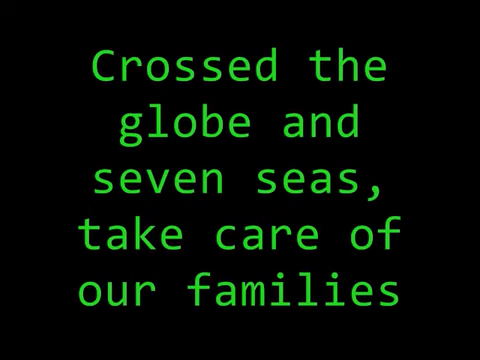 Crossed the
globe and
seven seas,
take care of
our families